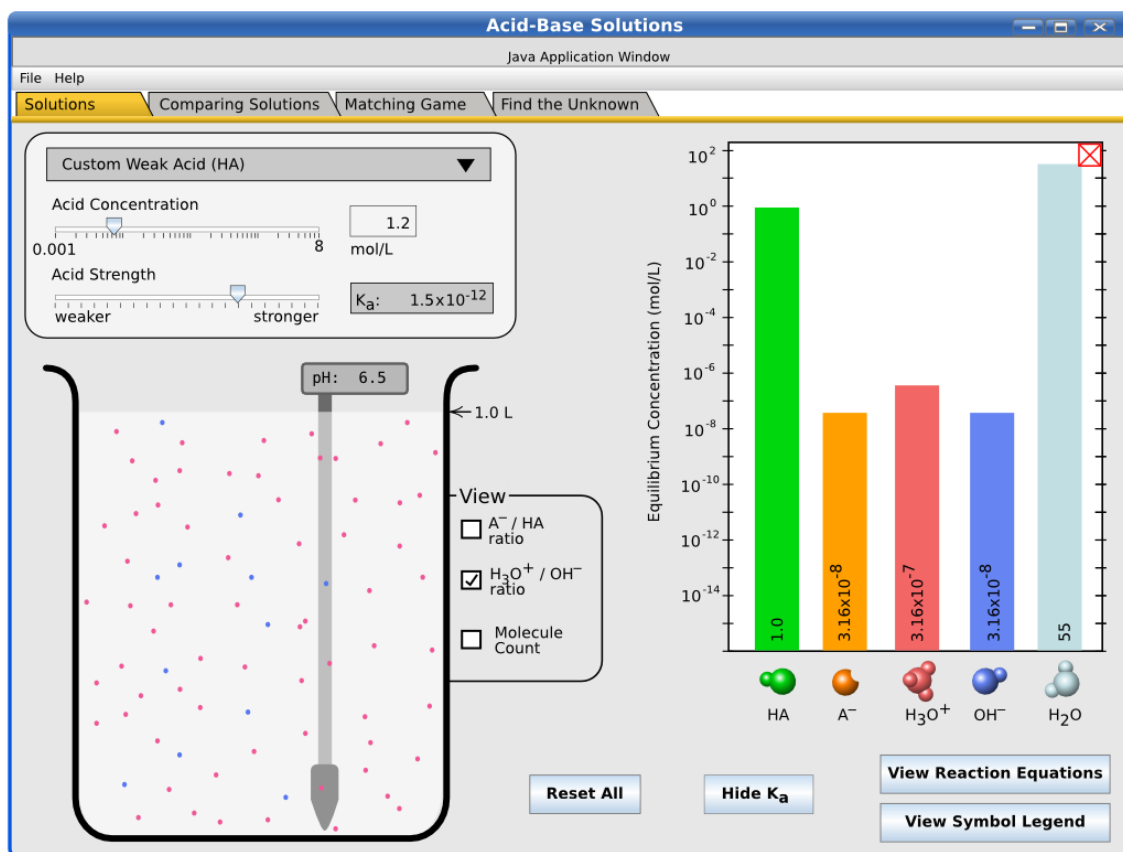 Acid-Base Solutions
Java Application Window
File Help
Solutions Comparing Solutions Matching Game Find the Unknown
Custom Weak Acid (HA)
Acid Concentration
0.001 8
1.2
mol/L
Acid Strength
weaker stronger
Kₐ: 1.5x10⁻¹²
pH: 6.5
1.0 L
View
A⁻ / HA
ratio
H₃O⁺ / OH⁻
ratio
Molecule
Count
Equilibrium Concentration (mol/L)
10²
10⁰
10⁻²
10⁻⁴
10⁻⁶
10⁻⁸
10⁻¹⁰
10⁻¹²
10⁻¹⁴
1.0
3.16x10⁻⁸
3.16x10⁻⁷
3.16x10⁻⁸
55
HA A⁻ H₃O⁺ OH⁻ H₂O
Reset All
Hide Kₐ
View Reaction Equations
View Symbol Legend